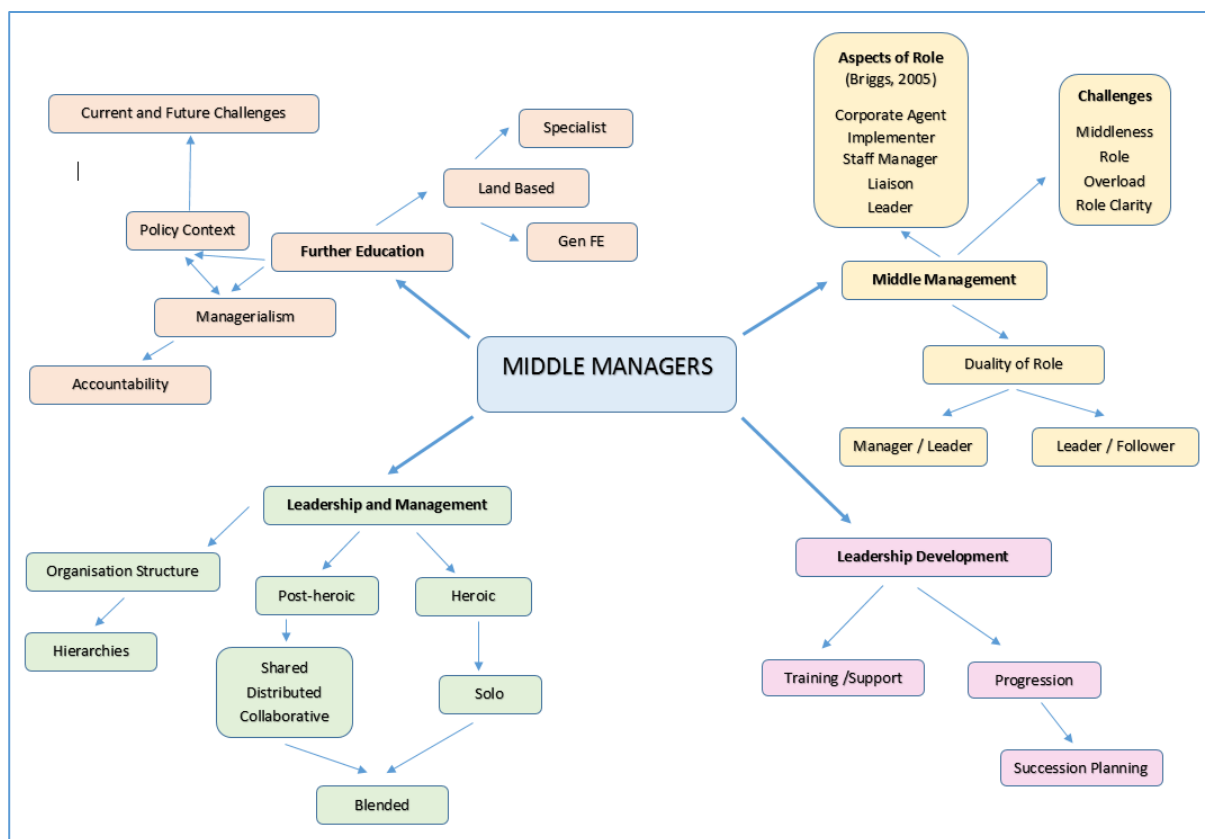 MIDDLE MANAGERS
Further Education
Policy Context
Current and Future Challenges
Managerialism
Accountability
Land Based
Specialist
Gen FE
Middle Management
Aspects of Role
(Briggs, 2005)
Corporate Agent
Implementer
Staff Manager
Liaison
Leader
Challenges
Middleness
Role
Overload
Role Clarity
Duality of Role
Manager / Leader
Leader / Follower
Leadership and Management
Organisation Structure
Hierarchies
Post-heroic
Shared
Distributed
Collaborative
Heroic
Solo
Blended
Leadership Development
Training /Support
Progression
Succession Planning